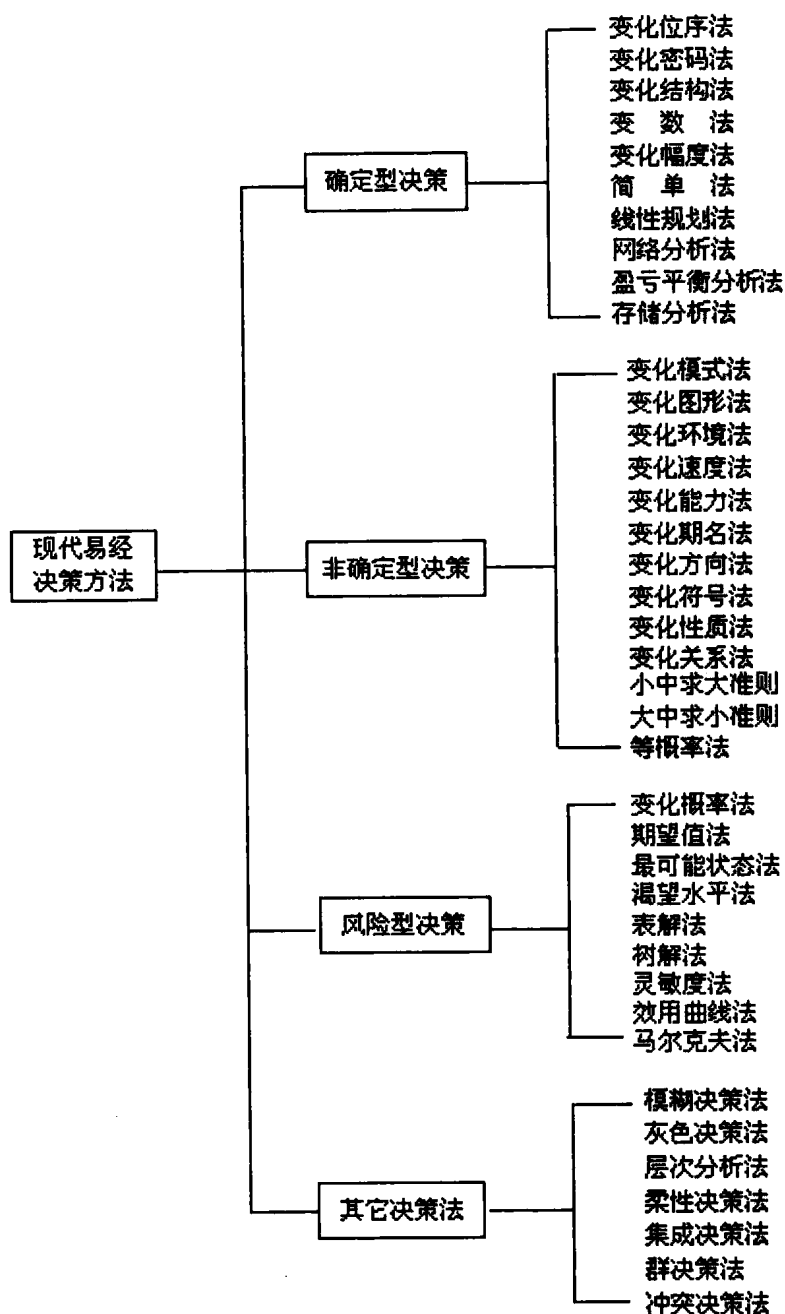 现代易经
决策方法
确定型决策
变化位序法
变化密码法
变化结构法
变 数 法
变化幅度法
简 单 法
线性规划法
网络分析法
盈亏平衡分析法
存储分析法
非确定型决策
变化模式法
变化图形法
变化环境法
变化速度法
变化能力法
变化期名法
变化方向法
变化符号法
变化性质法
变化关系法
小中求大准则
大中求小准则
等概率法
风险型决策
变化概率法
期望值法
最可能状态法
渴望水平法
表解法
树解法
灵敏度法
效用曲线法
马尔克夫法
其它决策法
模糊决策法
灰色决策法
层次分析法
柔性决策法
集成决策法
群决策法
冲突决策法